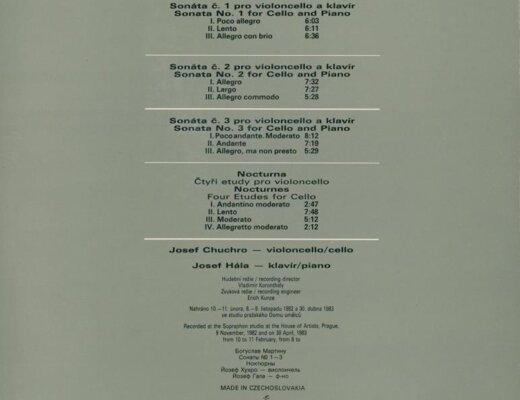 Sonáta č. 1 pro violoncello a klavír
Sonata No. 1 for Cello and Piano
I. Poco allegro 6:03
II. Lento 6:11
III. Allegro con brio 6:36
Sonáta č. 2 pro violoncello a klavír
Sonata No. 2 for Cello and Piano
I. Allegro 7:32
II. Largo 7:27
III. Allegro commodo 5:28
Sonáta č. 3 pro violoncello a klavír
Sonata No. 3 for Cello and Piano
I. Poco andante. Moderato 8:12
II. Andante 7:19
III. Allegro, ma non presto 5:29
Nocturna
Čtyři etudy pro violoncello
Nocturnes
Four Etudes for Cello
I. Andantino moderato 2:47
II. Lento 7:48
III. Moderato 5:12
IV. Allegretto moderato 2:12
Josef Chuchro — violoncello/cello
Josef Hála — klavír/piano
Hudební režie / recording director
Vladimír Koronthály
Zvuková režie / recording engineer
Erich Kunze
Nahráno 10.–11. února, 8.–9. listopadu 1982 a 30. dubna 1983
ve studiu pražského Domu umělců
Recorded at the Supraphon studio at the House of Artists, Prague,
9 November, 1982 and on 30 April, 1983
from 10 to 11 February, from 8 to
Богуслав Мартину
Сонаты № 1–3
Ноктюрны
Йозеф Хухро — виолончель
Йозеф Гала — ф-но
MADE IN CZECHOSLOVAKIA